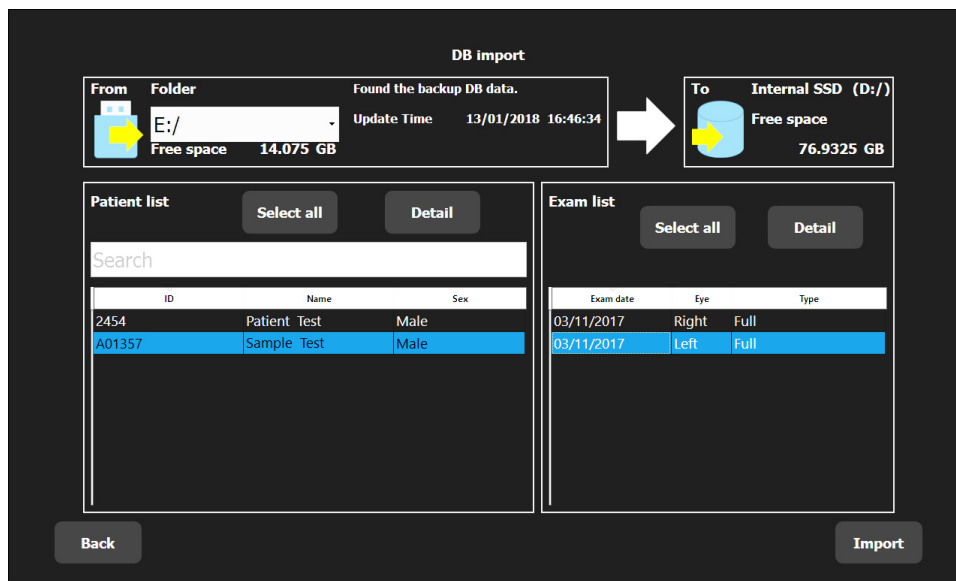 DB import
From Folder
E:/
Free space 14.075 GB
Found the backup DB data.
Update Time 13/01/2018 16:46:34
To Internal SSD (D:/)
Free space
76.9325 GB
Patient list
Select all
Detail
Search
ID Name Sex
2454 Patient Test Male
A01357 Sample Test Male
Exam list
Select all
Detail
Exam date Eye Type
03/11/2017 Right Full
03/11/2017 Left Full
Back
Import